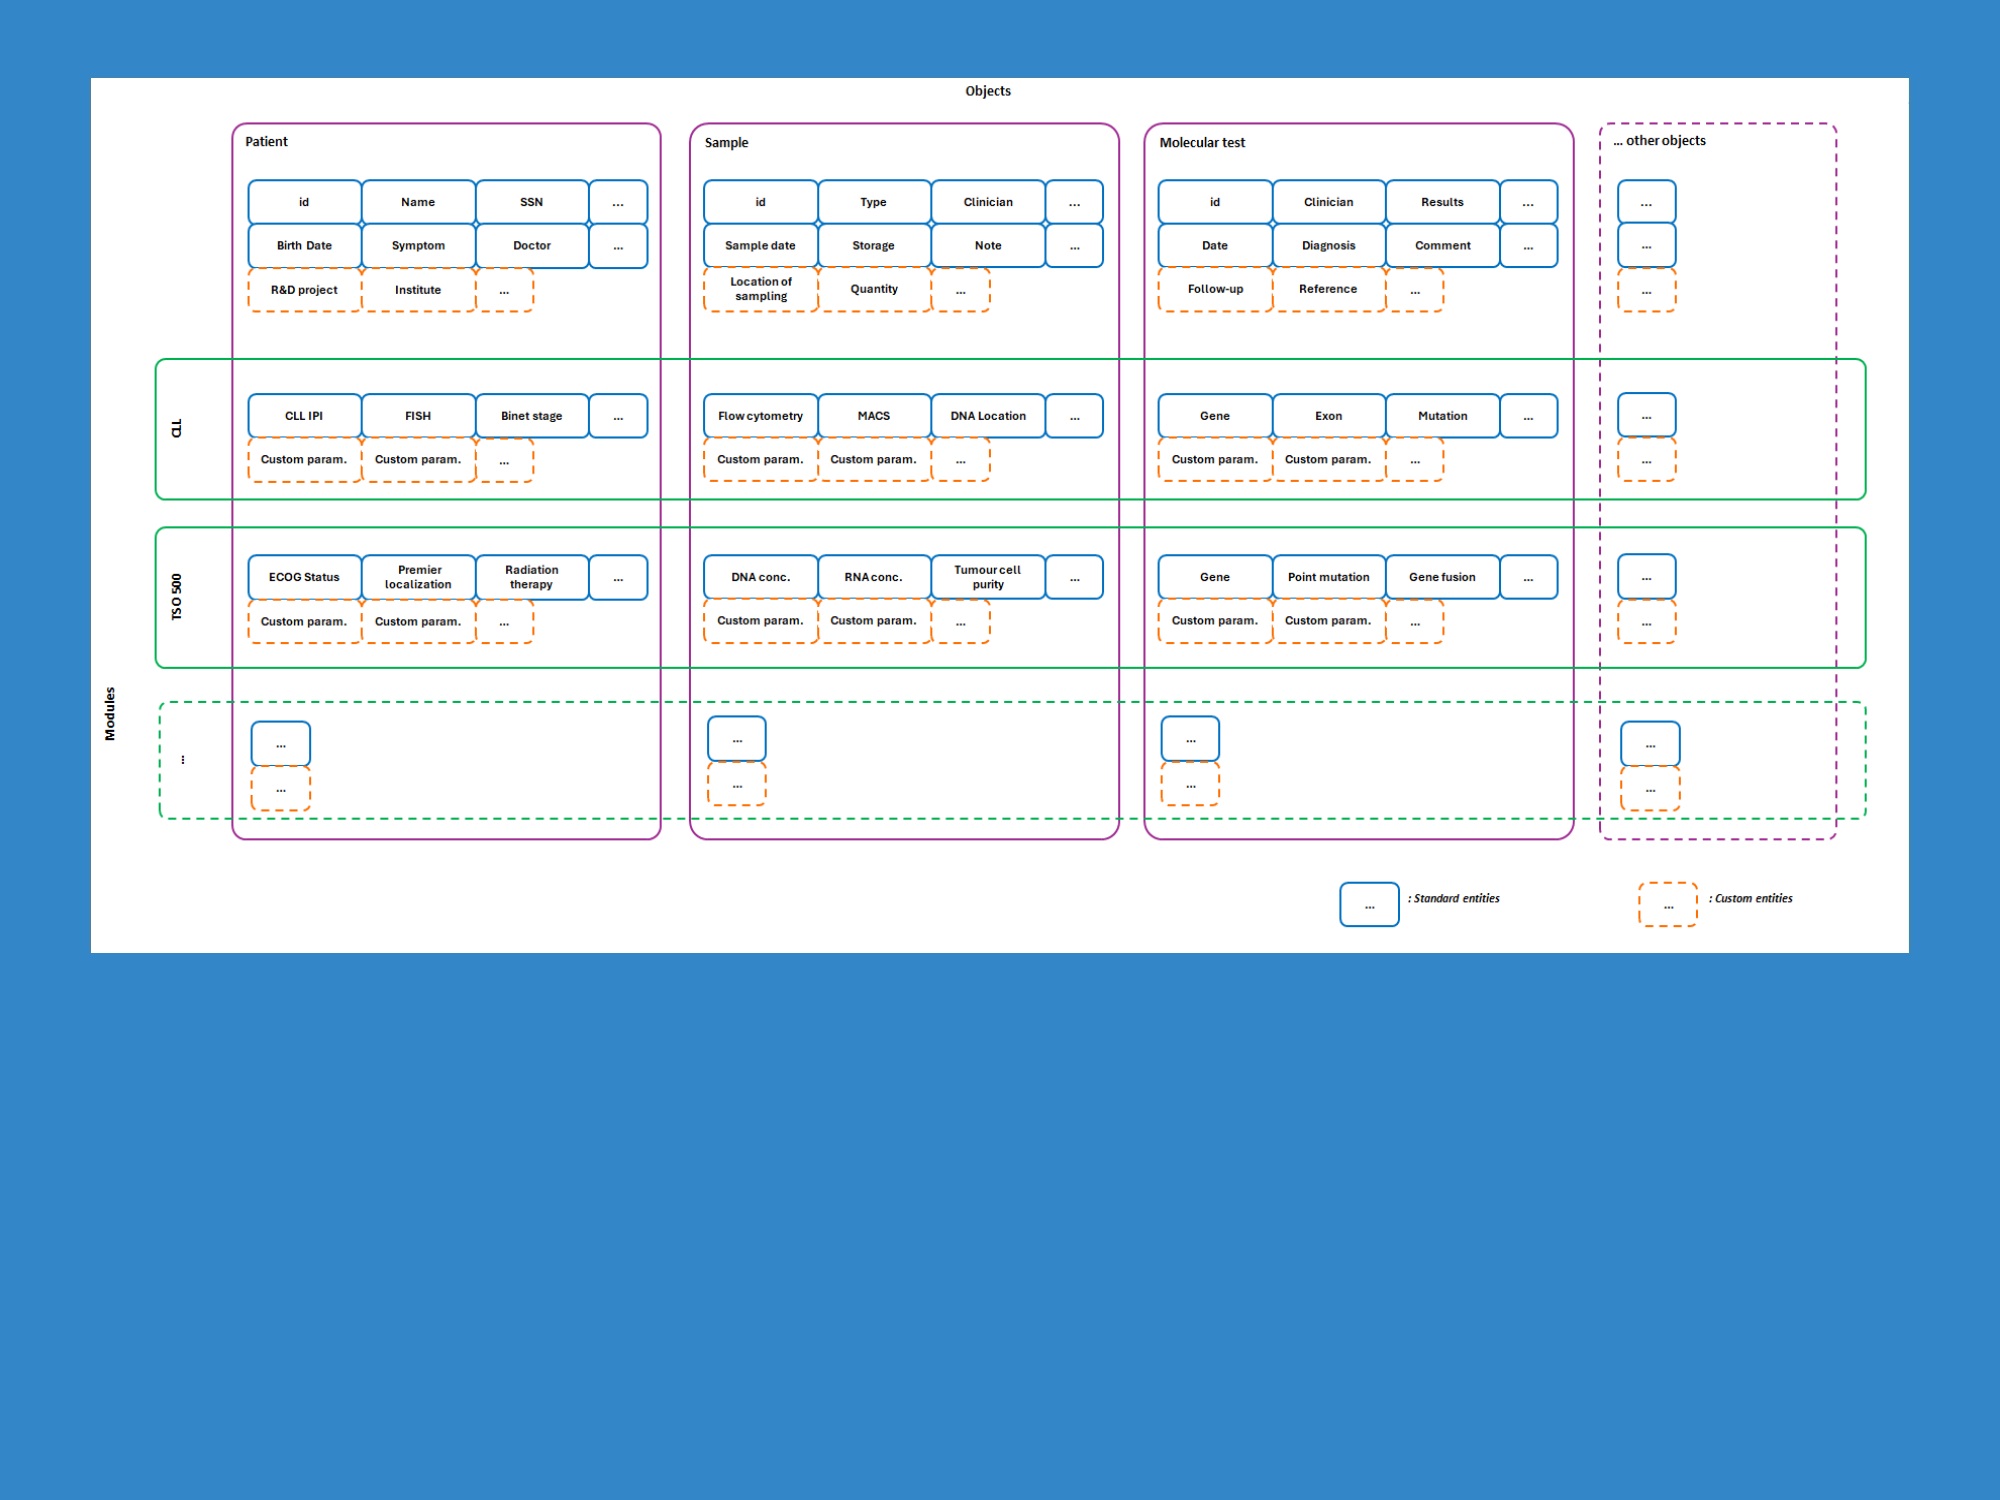 Objects
Patient
Sample
Molecular test
... other objects
id Name SSN ...
id Type Clinician ...
id Clinician Results ...
...
Birth Date Symptom Doctor ...
Sample date Storage Note ...
Date Diagnosis Comment ...
...
R&D project Institute ...
Location of
sampling
Quantity ...
Follow-up Reference ...
...
CLL
CLL IPI FISH Binet stage ...
Flow cytometry MACS DNA Location ...
Gene Exon Mutation ...
...
Custom param. Custom param. ...
Custom param. Custom param. ...
Custom param. Custom param. ...
...
TSO 500
ECOG Status
Premier
localization
Radiation
therapy
...
DNA conc. RNA conc.
Tumour cell
purity
...
Gene Point mutation Gene fusion ...
...
Custom param. Custom param. ...
Custom param. Custom param. ...
Custom param. Custom param. ...
...
Modules
...
...
...
...
...
...
...
...
...
... : Standard entities
... : Custom entities